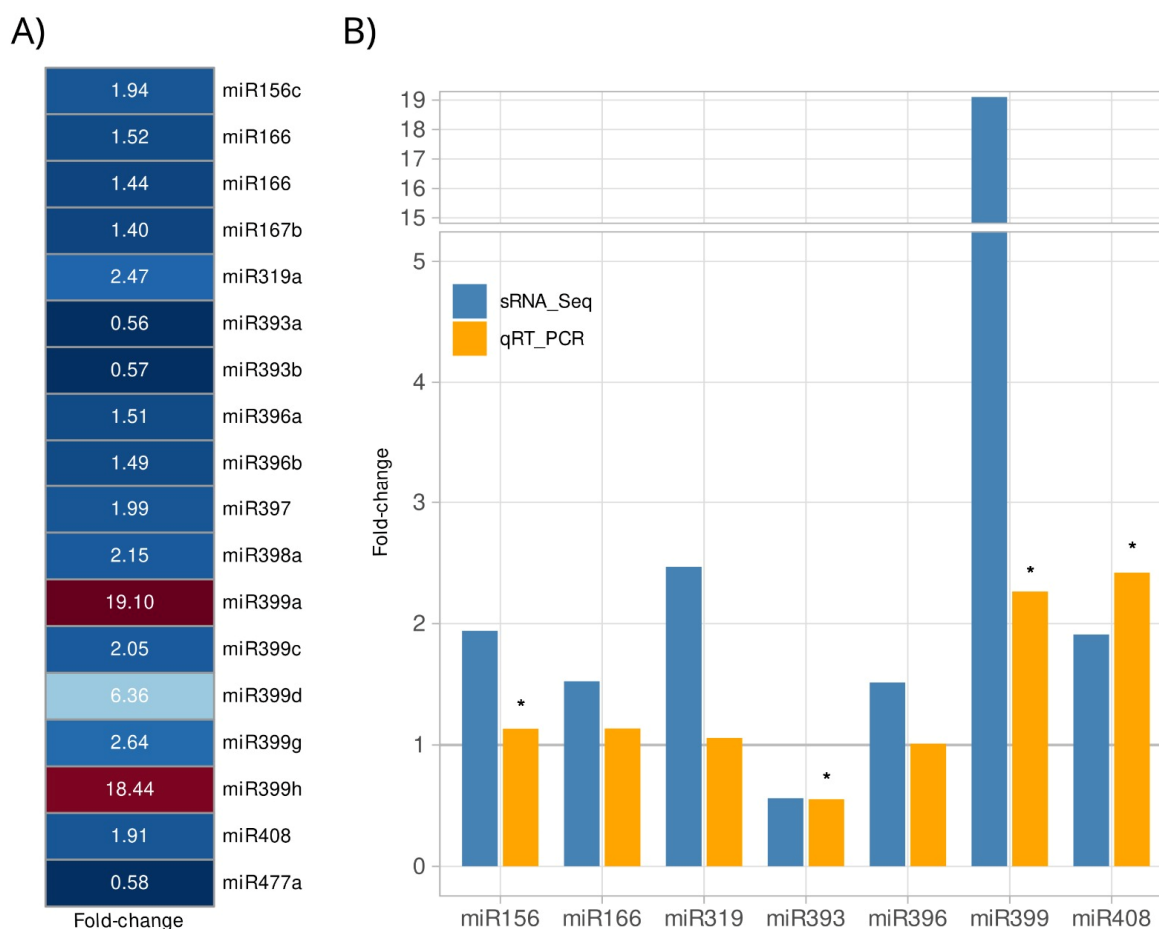 A)
1.94 miR156c
1.52 miR166
1.44 miR166
1.40 miR167b
2.47 miR319a
0.56 miR393a
0.57 miR393b
1.51 miR396a
1.49 miR396b
1.99 miR397
2.15 miR398a
19.10 miR399a
2.05 miR399c
6.36 miR399d
2.64 miR399g
18.44 miR399h
1.91 miR408
0.58 miR477a
Fold-change
B)
Fold-change
19
18
17
16
15
5
4
3
2
1
0
sRNA_Seq
qRT_PCR
*
*
*
*
miR156 miR166 miR319 miR393 miR396 miR399 miR408